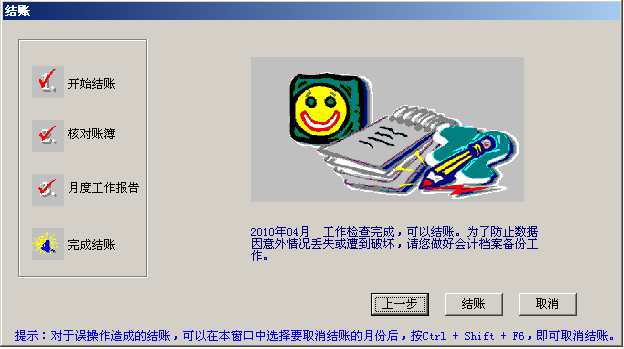 结账
开始结账
核对账簿
月度工作报告
完成结账
2010年04月 工作检查完成，可以结账。为了防止数据
因意外情况丢失或遭到破坏，请您做好会计档案备份工
作。
上一步 结账 取消
提示：对于误操作造成的结账，可以在本窗口中选择要取消结账的月份后，按Ctrl + Shift + F6，即可取消结账。